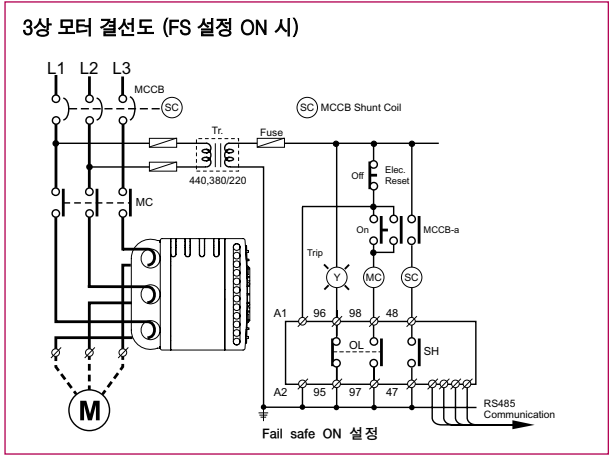 3상 모터 결선도 (FS 설정 ON 시)
L1 L2 L3
MCCB
SC
SC MCCB Shunt Coil
Tr.
Fuse
440,380/220
Off
Elec.
Reset
MC
On
MCCB-a
Trip
Y
MC
SC
A1 96 98 48
OL
SH
A2 95 97 47
M
RS485
Communication
Fail safe ON 설정